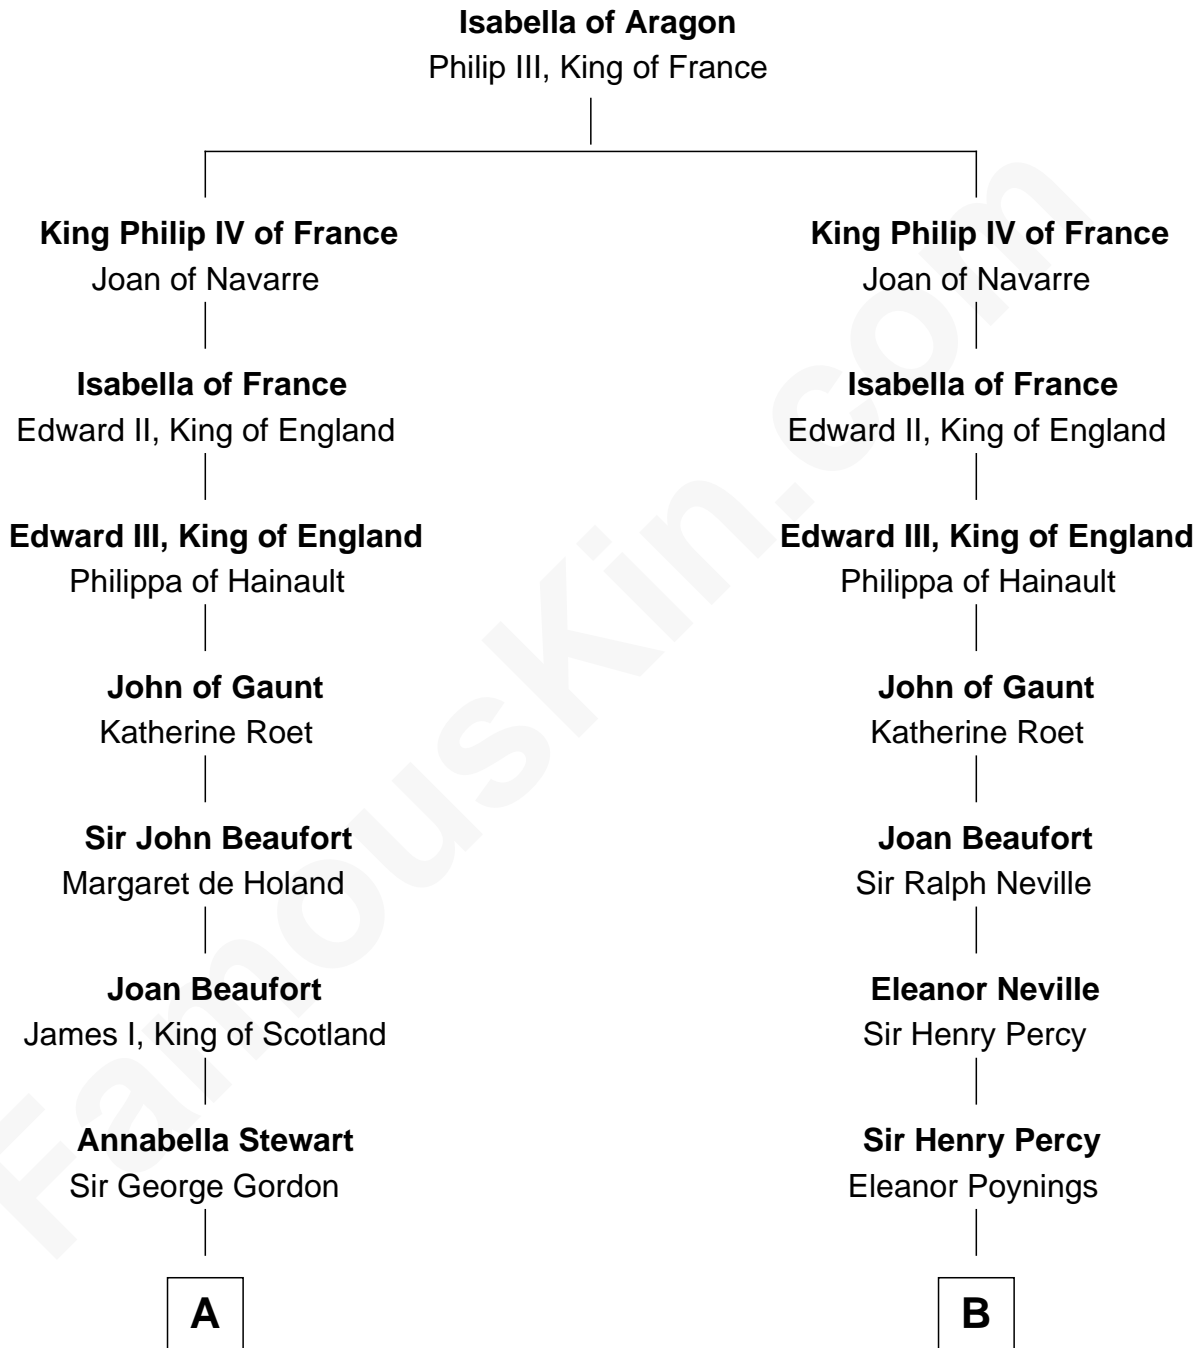 Isabella of Aragon
Philip III, King of France
King Philip IV of France
Joan of Navarre
Isabella of France
Edward II, King of England
Edward III, King of England
Philippa of Hainault
John of Gaunt
Katherine Roet
Sir John Beaufort
Margaret de Holand
Joan Beaufort
James I, King of Scotland
Annabella Stewart
Sir George Gordon
A
King Philip IV of France
Joan of Navarre
Isabella of France
Edward II, King of England
Edward III, King of England
Philippa of Hainault
John of Gaunt
Katherine Roet
Joan Beaufort
Sir Ralph Neville
Eleanor Neville
Sir Henry Percy
Sir Henry Percy
Eleanor Poynings
B
FamousKin.com